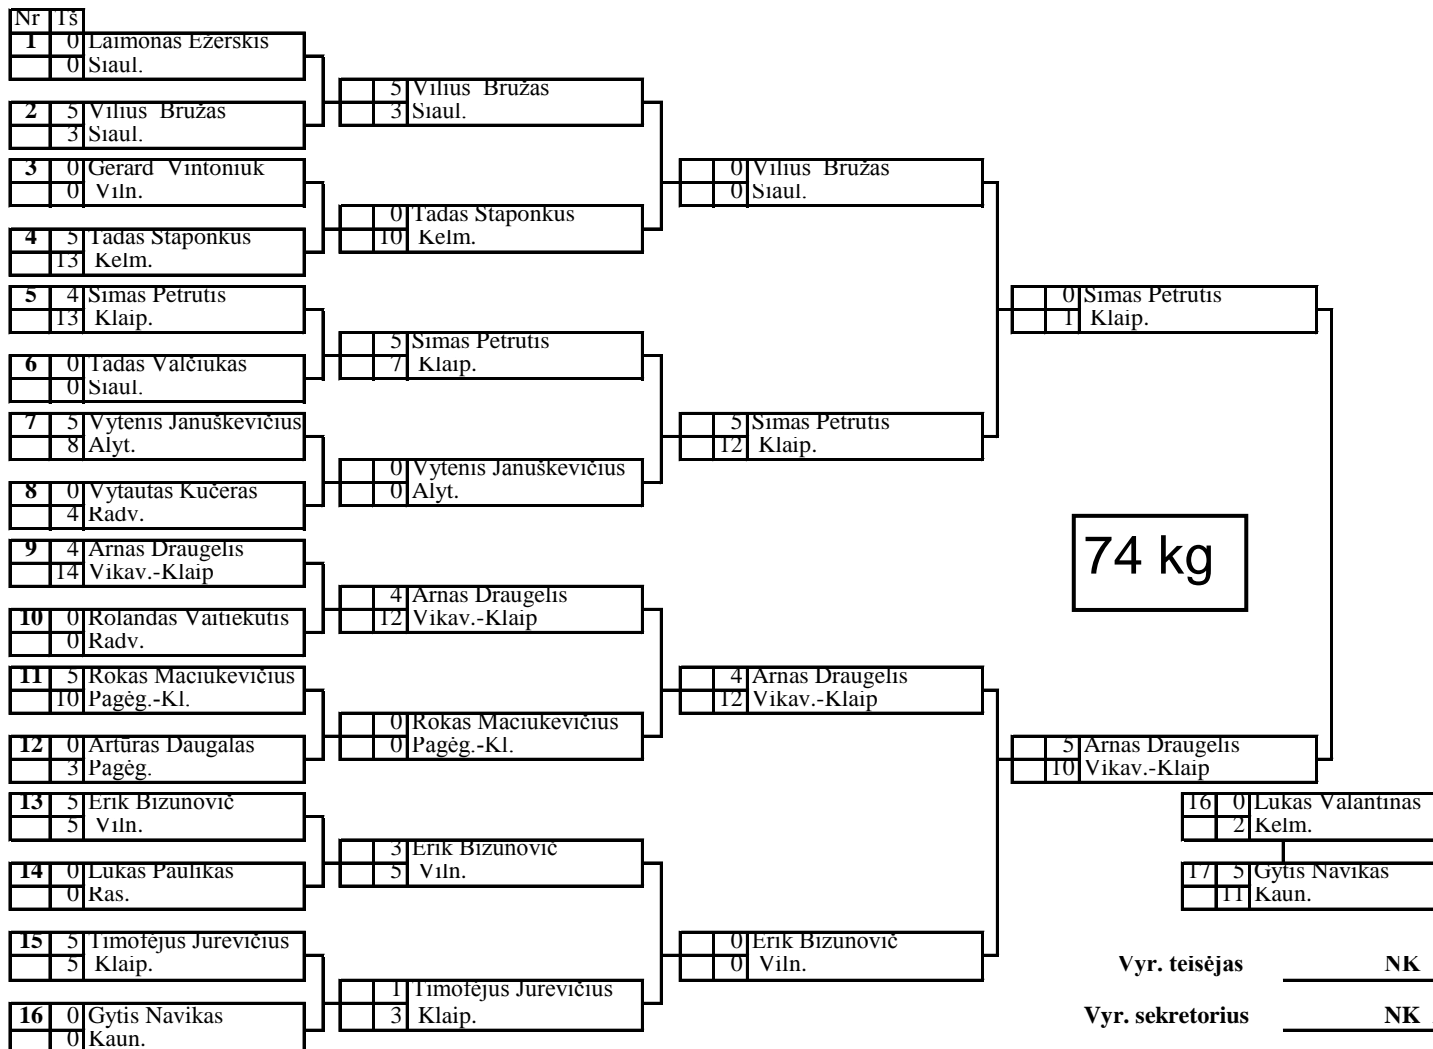 Nr Tš
1 0 Laimonas Ežerskis
0 Šiaul.
2 5 Vilius Bružas
3 Šiaul.
3 0 Gerard Vintoniuk
0 Viln.
4 5 Tadas Staponkus
13 Kelm.
5 4 Simas Petrutis
13 Klaip.
6 0 Tadas Valčiukas
0 Šiaul.
7 5 Vytenis Januškevičius
8 Alyt.
8 0 Vytautas Kučeras
4 Radv.
9 4 Arnas Draugelis
14 Vikav.-Klaip
10 0 Rolandas Vaitiekutis
0 Radv.
11 5 Rokas Maciukevičius
10 Pagėg.-Kl.
12 0 Artūras Daugalas
3 Pagėg.
13 5 Erik Bizunovič
5 Viln.
14 0 Lukas Paulikas
0 Ras.
15 5 Timofėjus Jurevičius
5 Klaip.
16 0 Gytis Navikas
0 Kaun.
5 Vilius Bružas
3 Šiaul.
0 Tadas Staponkus
10 Kelm.
5 Simas Petrutis
7 Klaip.
0 Vytenis Januškevičius
0 Alyt.
4 Arnas Draugelis
12 Vikav.-Klaip
0 Rokas Maciukevičius
0 Pagėg.-Kl.
3 Erik Bizunovič
5 Viln.
1 Timofėjus Jurevičius
3 Klaip.
0 Vilius Bružas
0 Šiaul.
5 Simas Petrutis
12 Klaip.
4 Arnas Draugelis
12 Vikav.-Klaip
0 Erik Bizunovič
0 Viln.
0 Simas Petrutis
1 Klaip.
5 Arnas Draugelis
10 Vikav.-Klaip
74 kg
16 0 Lukas Valantinas
2 Kelm.
17 5 Gytis Navikas
11 Kaun.
Vyr. teisėjas NK
Vyr. sekretorius NK